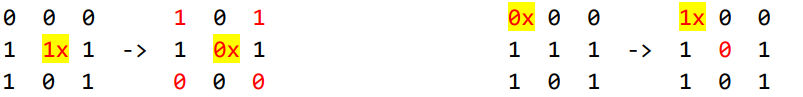 0 0 0 1 0 1 0x 0 0 1x 0 0
1 1x 1 -> 1 0x 1 1 1 1 -> 1 0 1
1 0 1 0 0 0 1 0 1 1 0 1